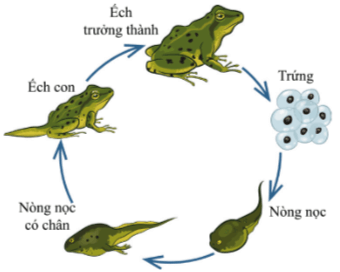 Ếch
trưởng thành
Trứng
Nòng nọc
Nòng nọc
có chân
Ếch con